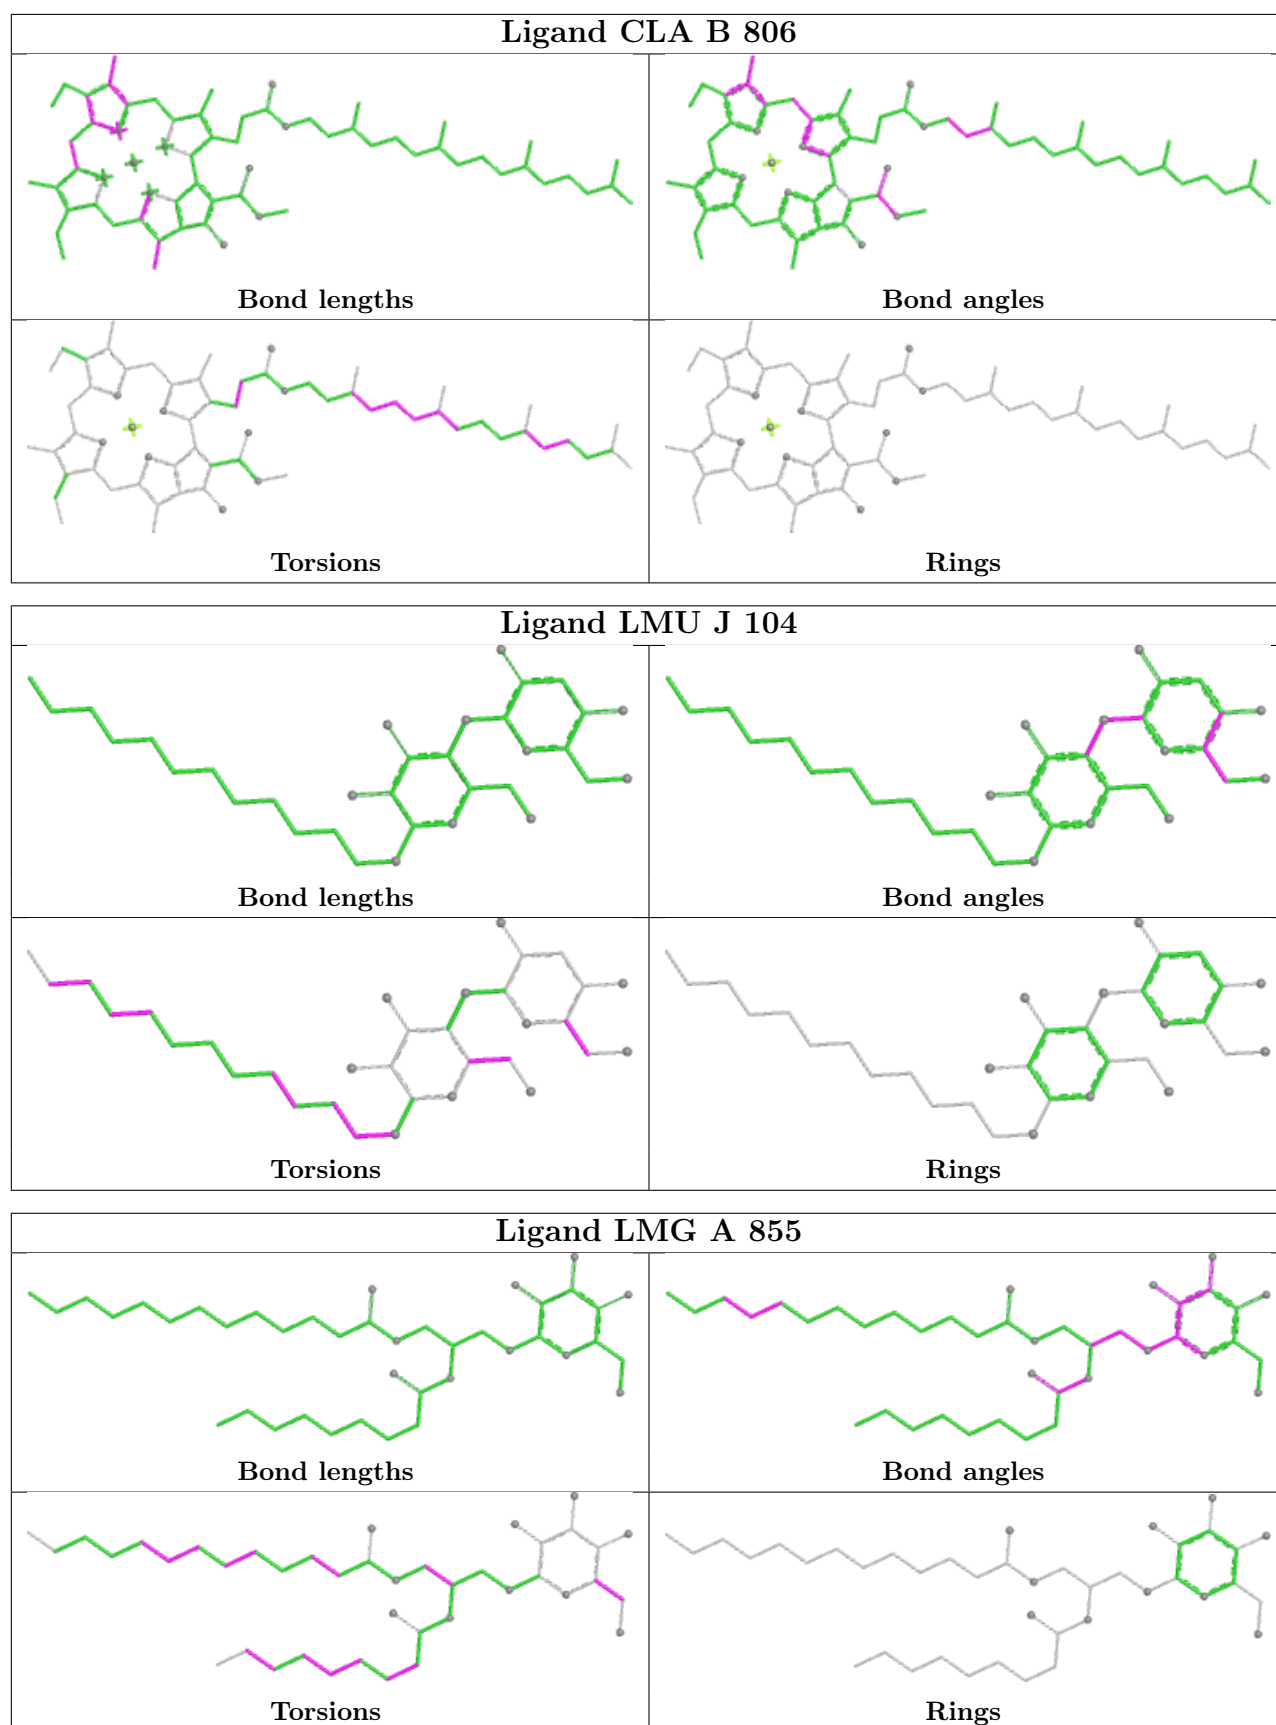 Ligand CLA B 806
Bond lengths
Bond angles
Torsions
Rings
Ligand LMU J 104
Bond lengths
Bond angles
Torsions
Rings
Ligand LMG A 855
Bond lengths
Bond angles
Torsions
Rings